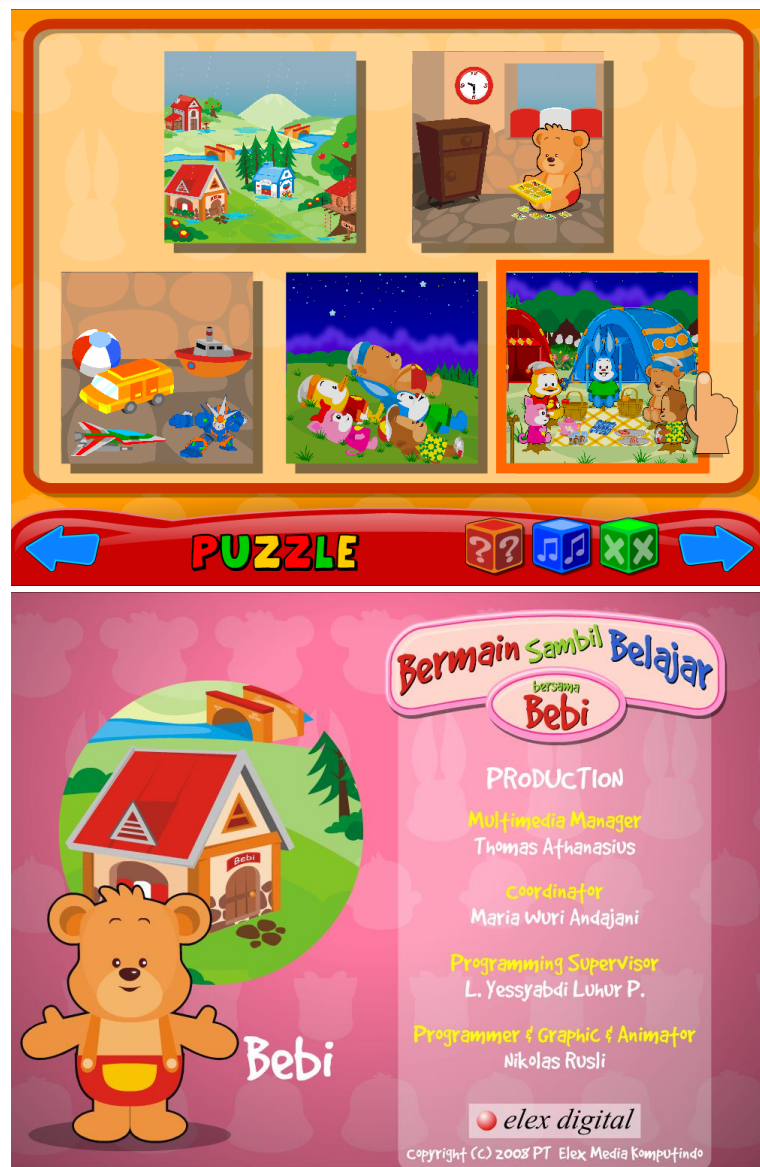 PUZZLE
??
XX
Bermain Sambil Belajar
bersama
Bebi
PRODUCTION
Multimedia Manager
Thomas Athanasius
Coordinator
Maria Wuri Andajani
Programming Supervisor
L. Yessyabdi Luhur P.
Programmer & Graphic & Animator
Nikolas Rusli
Bebi
Bebi
elex digital
Copyright (C) 2008 PT Elex Media Komputindo